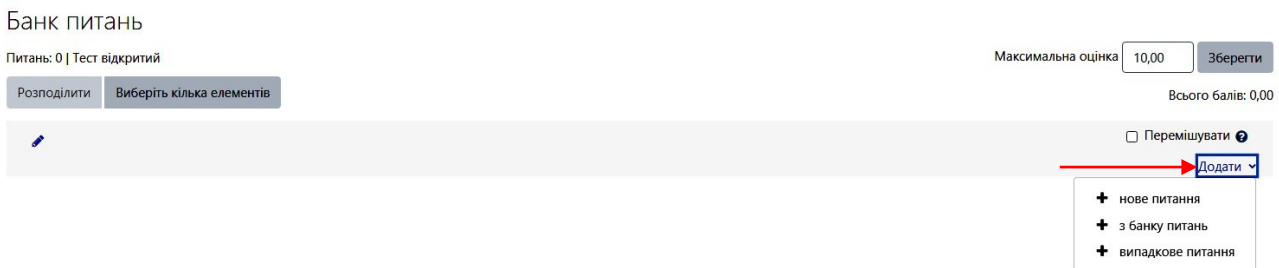 Банк питань
Питань: 0 | Тест відкритий
Максимальна оцінка 10,00 Зберегти
Розподілити Виберіть кілька елементів
Всього балів: 0,00
Перемішувати
Додати
нове питання
з банку питань
випадкове питання